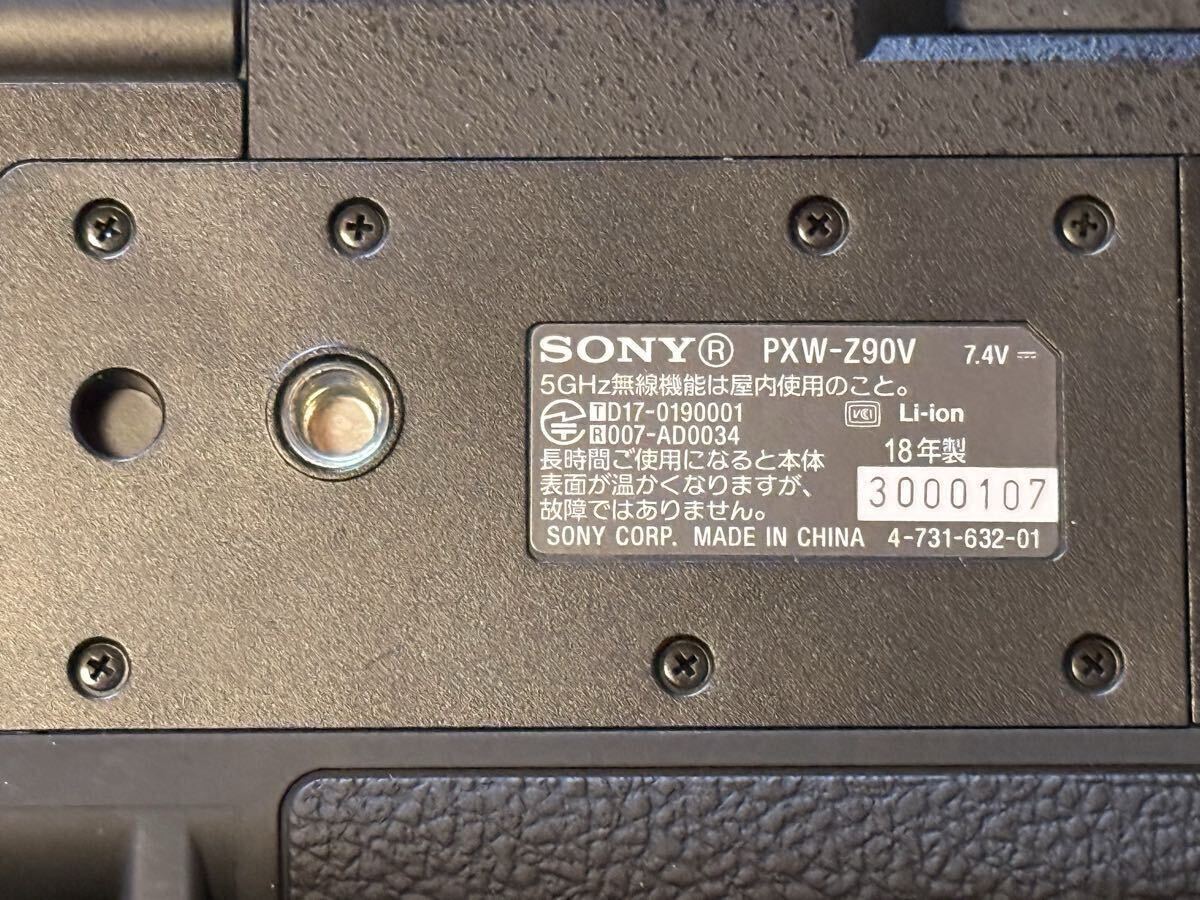 SONY® PXW-Z90V 7.4V ⎓
5GHz無線機能は屋内使用のこと。
T D17-0190001
R 007-AD0034
VCCI Li-ion
長時間ご使用になると本体
表面が温かくなりますが、
故障ではありません。
18年製
3000107
SONY CORP. MADE IN CHINA 4-731-632-01